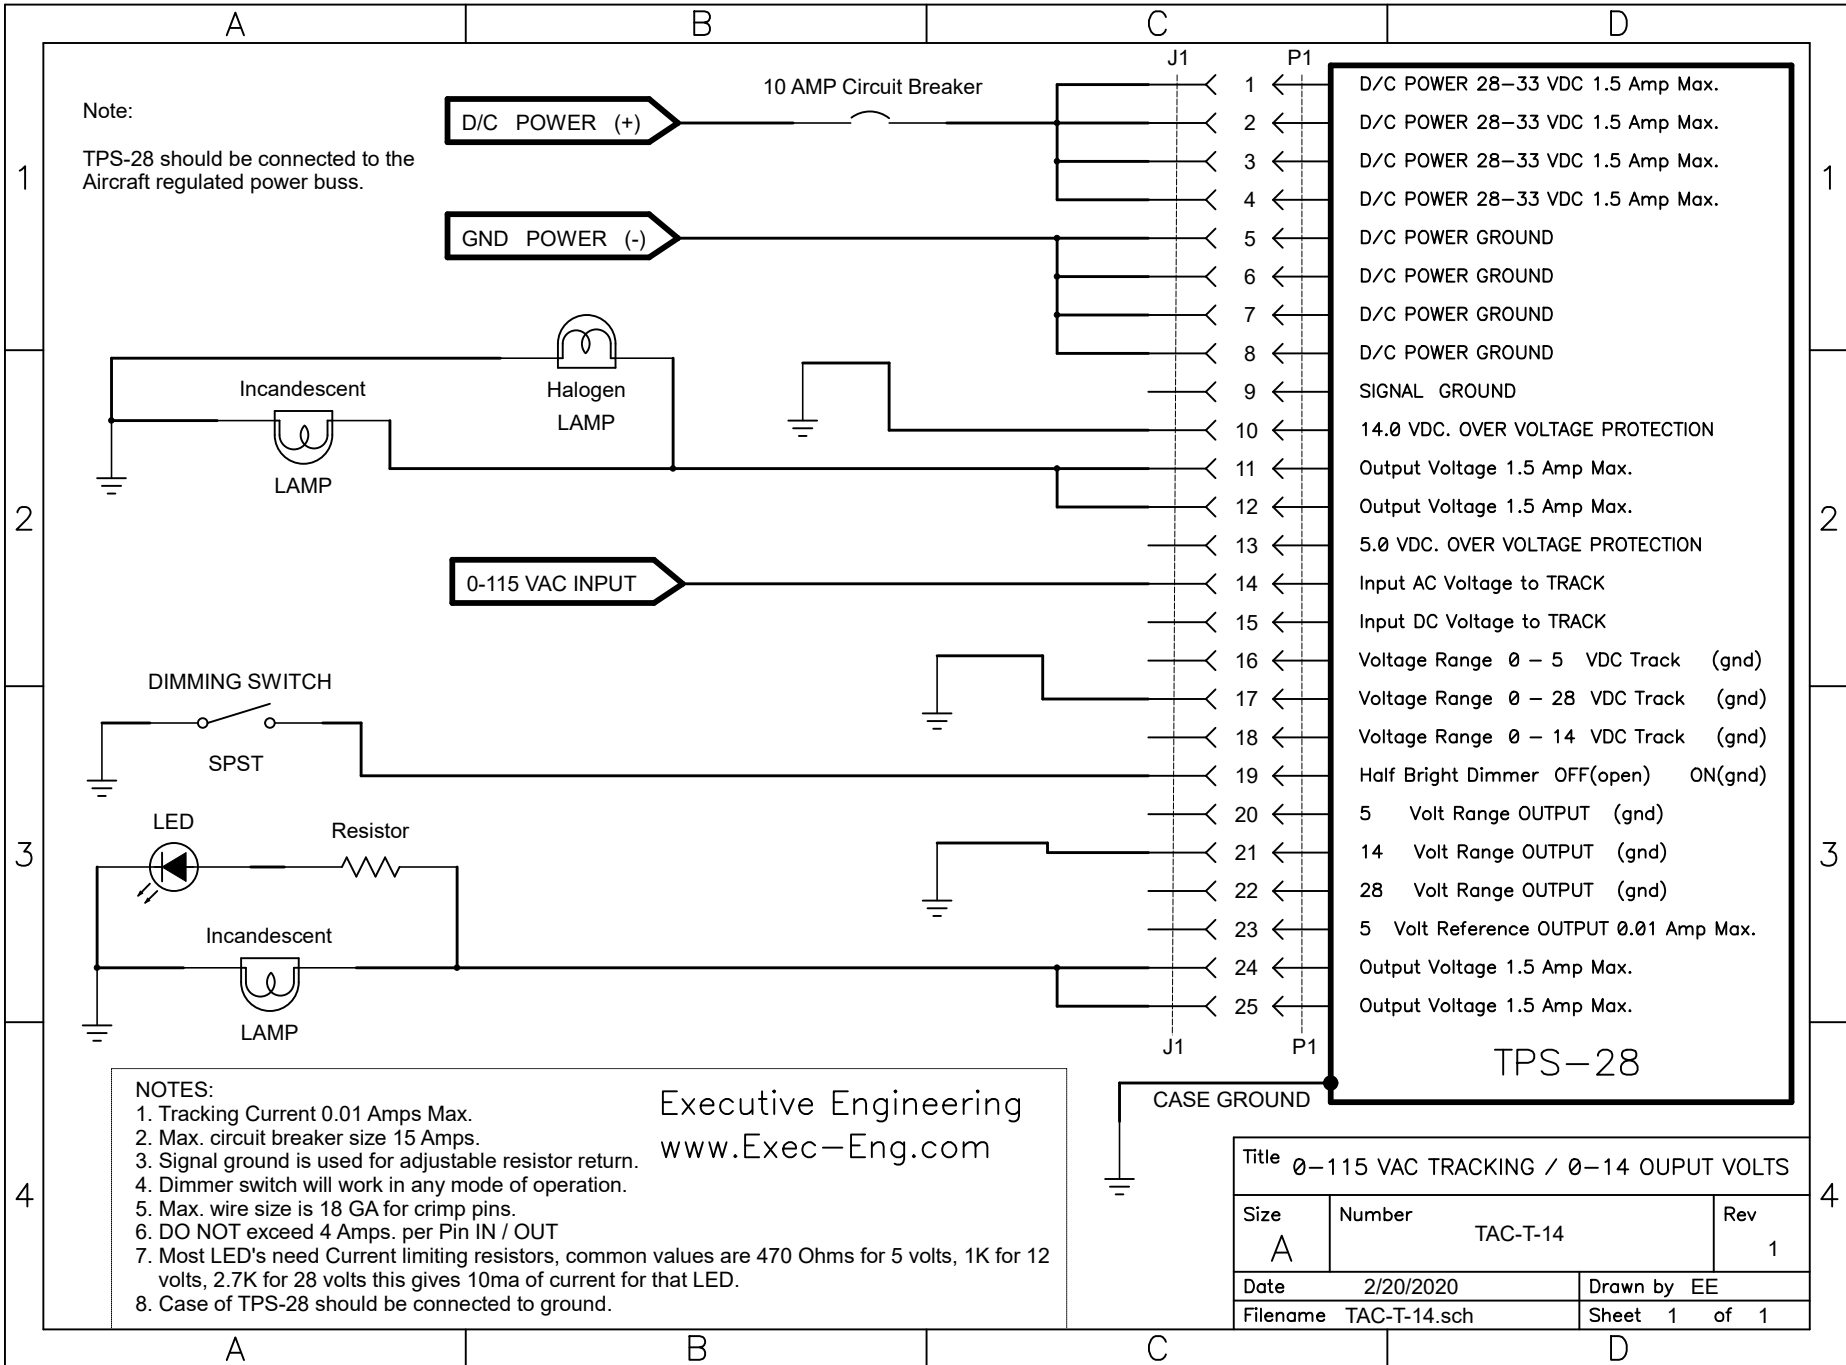 A B C D
Note:
TPS-28 should be connected to the
Aircraft regulated power buss.
D/C POWER (+)
10 AMP Circuit Breaker
GND POWER (-)
J1 P1
1 D/C POWER 28-33 VDC 1.5 Amp Max.
2 D/C POWER 28-33 VDC 1.5 Amp Max.
3 D/C POWER 28-33 VDC 1.5 Amp Max.
4 D/C POWER 28-33 VDC 1.5 Amp Max.
5 D/C POWER GROUND
6 D/C POWER GROUND
7 D/C POWER GROUND
8 D/C POWER GROUND
9 SIGNAL GROUND
10 14.0 VDC. OVER VOLTAGE PROTECTION
11 Output Voltage 1.5 Amp Max.
12 Output Voltage 1.5 Amp Max.
13 5.0 VDC. OVER VOLTAGE PROTECTION
14 Input AC Voltage to TRACK
15 Input DC Voltage to TRACK
16 Voltage Range 0 - 5 VDC Track (gnd)
17 Voltage Range 0 - 28 VDC Track (gnd)
18 Voltage Range 0 - 14 VDC Track (gnd)
19 Half Bright Dimmer OFF(open) ON(gnd)
20 5 Volt Range OUTPUT (gnd)
21 14 Volt Range OUTPUT (gnd)
22 28 Volt Range OUTPUT (gnd)
23 5 Volt Reference OUTPUT 0.01 Amp Max.
24 Output Voltage 1.5 Amp Max.
25 Output Voltage 1.5 Amp Max.
J1 P1
TPS-28
CASE GROUND
Halogen
LAMP
Incandescent
LAMP
0-115 VAC INPUT
DIMMING SWITCH
SPST
LED
Resistor
Incandescent
LAMP
1 1
2 2
3 3
4 4
NOTES:
1. Tracking Current 0.01 Amps Max.
2. Max. circuit breaker size 15 Amps.
3. Signal ground is used for adjustable resistor return.
4. Dimmer switch will work in any mode of operation.
5. Max. wire size is 18 GA for crimp pins.
6. DO NOT exceed 4 Amps. per Pin IN / OUT
7. Most LED's need Current limiting resistors, common values are 470 Ohms for 5 volts, 1K for 12
volts, 2.7K for 28 volts this gives 10ma of current for that LED.
8. Case of TPS-28 should be connected to ground.
Executive Engineering
www.Exec-Eng.com
Title 0-115 VAC TRACKING / 0-14 OUPUT VOLTS
Size A
Number TAC-T-14
Rev 1
Date 2/20/2020
Drawn by EE
Filename TAC-T-14.sch
Sheet 1 of 1
A B C D